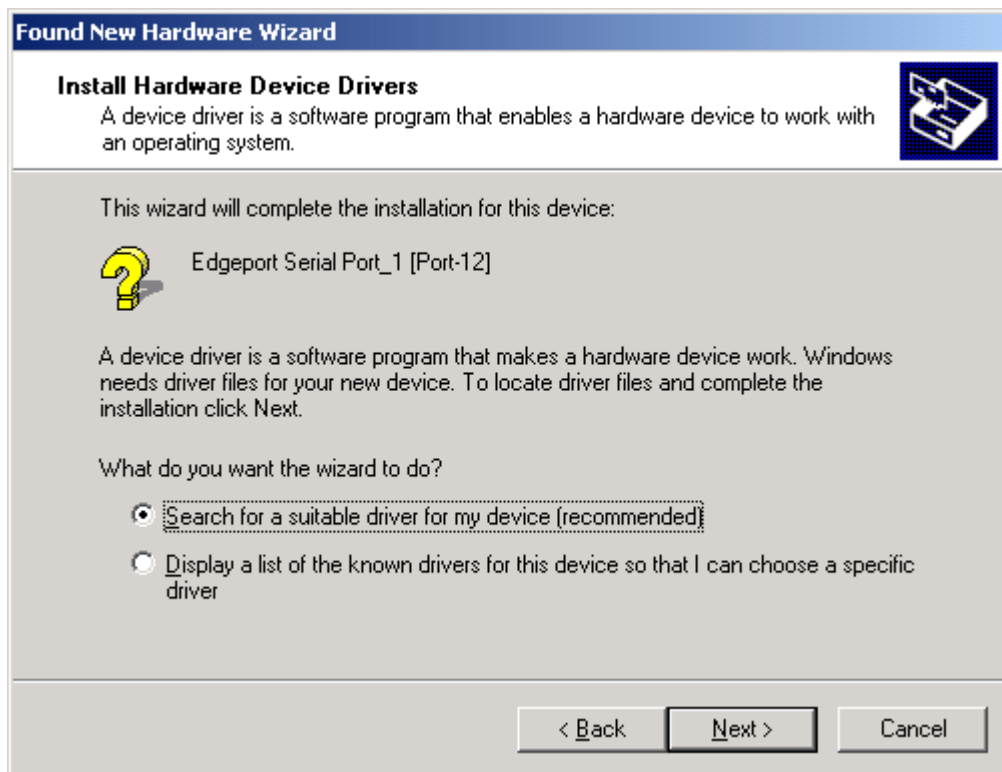 Found New Hardware Wizard
Install Hardware Device Drivers
A device driver is a software program that enables a hardware device to work with
an operating system.
This wizard will complete the installation for this device:
Edgeport Serial Port_1 [Port-12]
A device driver is a software program that makes a hardware device work. Windows
needs driver files for your new device. To locate driver files and complete the
installation click Next.
What do you want the wizard to do?
Search for a suitable driver for my device (recommended)
Display a list of the known drivers for this device so that I can choose a specific
driver
< Back Next > Cancel